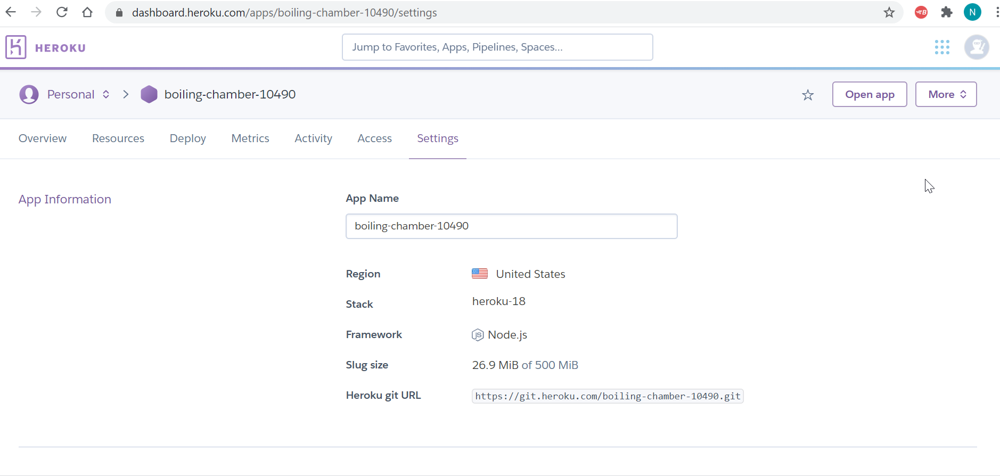 dashboard.heroku.com/apps/boiling-chamber-10490/settings
B
N
HEROKU
Jump to Favorites, Apps, Pipelines, Spaces...
Personal
boiling-chamber-10490
Open app
More
Overview
Resources
Deploy
Metrics
Activity
Access
Settings
App Information
App Name
boiling-chamber-10490
Region
United States
Stack
heroku-18
Framework
JS Node.js
Slug size
26.9 MiB of 500 MiB
Heroku git URL
https://git.heroku.com/boiling-chamber-10490.git